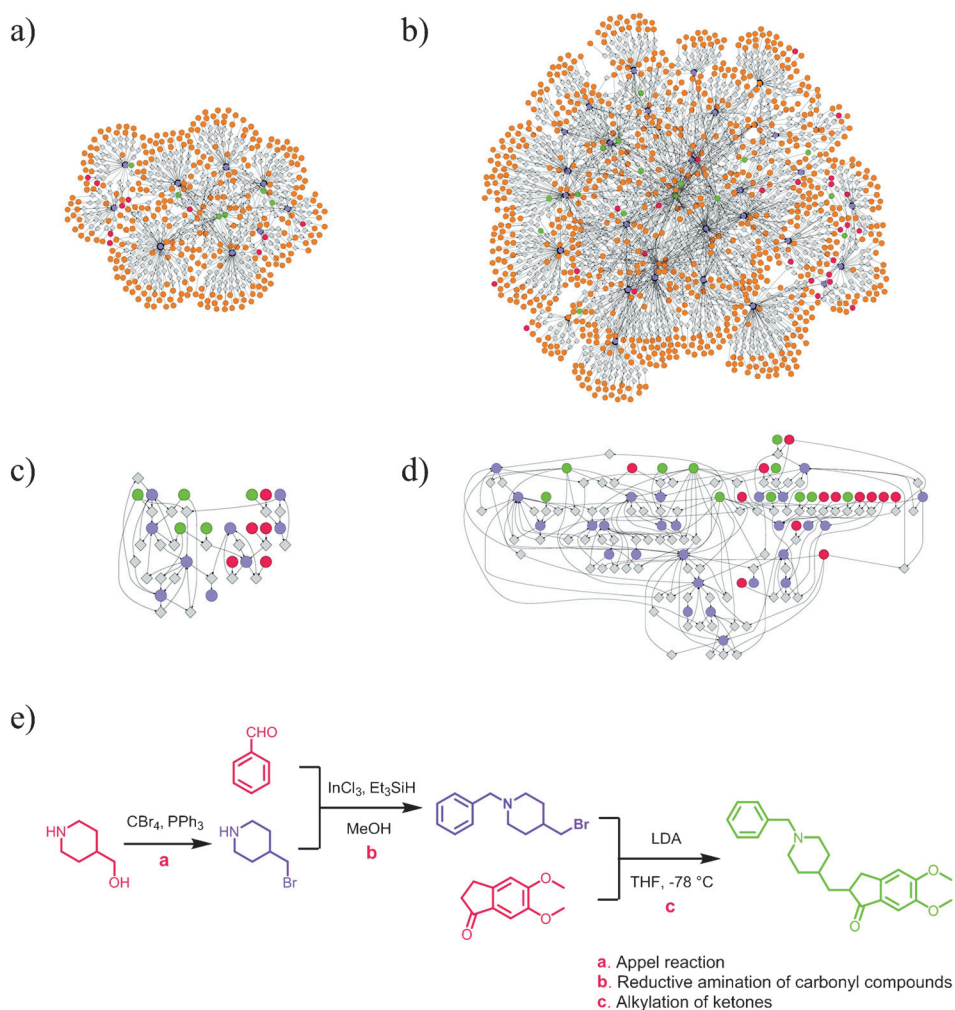 a)
b)
c)
d)
e)
CHO
InCl3, Et3SiH
MeOH
b
HN
OH
CBr4, PPh3
a
HN
Br
N
Br
O
O
O
LDA
THF, -78 °C
c
N
O
O
O
a. Appel reaction
b. Reductive amination of carbonyl compounds
c. Alkylation of ketones